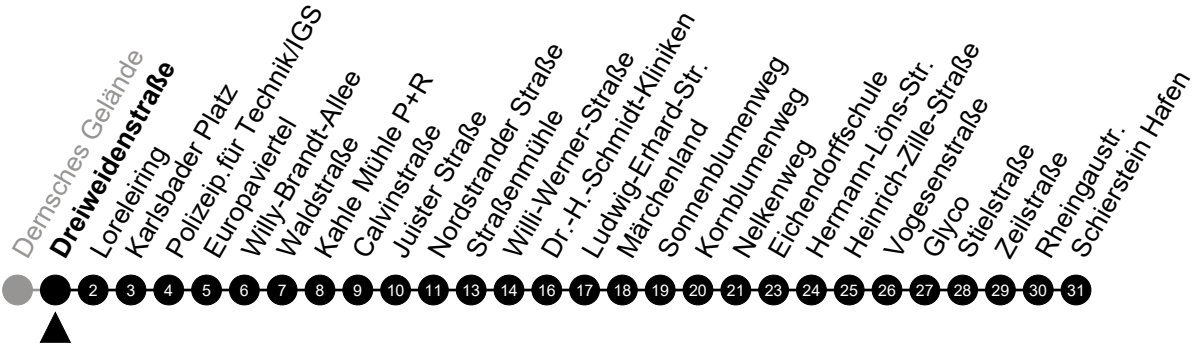 Dernsches Gelände
Dreiweidenstraße
Loreleiring
Karlsbader Platz
Polizeip.für Technik/IGS
Europaviertel
Willy-Brandt-Allee
Waldstraße
Kahle Mühle P+R
Calvinstraße
Juister Straße
Nordstrander Straße
Straßenmühle
Willi-Werner-Straße
Dr.-H.-Schmidt-Kliniken
Ludwig-Erhard-Str.
Märchenland
Sonnenblumenweg
Kornblumenweg
Nelkenweg
Eichendorffschule
Hermann-Löns-Str.
Heinrich-Zille-Straße
Vogesenstraße
Glyco
Stielstraße
Zeilstraße
Rheingaustr.
Schierstein Hafen
2 3 4 5 6 7 8 9 10 11 13 14 16 17 18 19 20 21 23 24 25 26 27 28 29 30 31